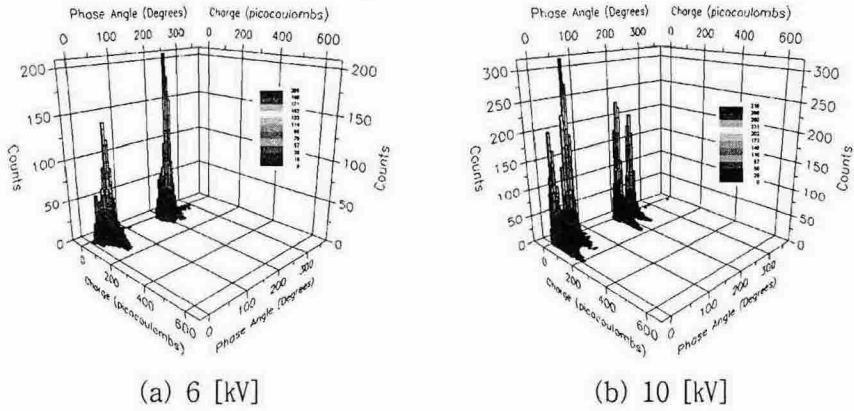 Phase Angle (Degrees) Charge (picocoulombs)
0 100 200 300 0 200 400 600
200 150 100 50 0
Counts
200 150 100 50 0
Counts
0 200 400 600
Charge (picocoulombs)
0 100 200 300
Phase Angle (Degrees)
(a) 6 [kV]
Phase Angle (Degrees) Charge (picocoulombs)
0 100 200 300 0 200 400 600
300 250 200 150 100 50 0
Counts
300 250 200 150 100 50 0
Counts
0 200 400 600
Charge (picocoulombs)
0 100 200 300
Phase Angle (Degrees)
(b) 10 [kV]